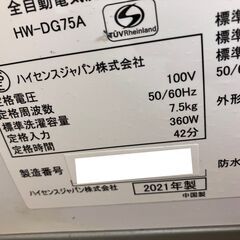 全自動電気
HW-DG75A
TÜVRheinland
標準
標準
ハイセンスジャパン株式会社
定格電圧 100V
定格周波数 50/60Hz
標準洗濯容量 7.5kg
定格入力 360W
定格時間 42分
外形
製造番号
防水
ハイセンスジャパン株式会社
2021年製
中国製